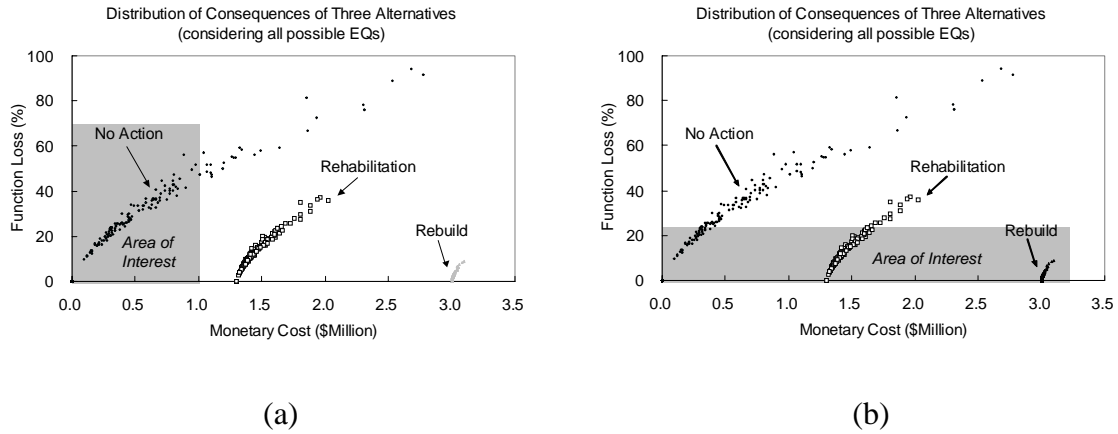 Distribution of Consequences of Three Alternatives
(considering all possible EQs)
Function Loss (%)
100
80
60
40
20
0
No Action
Rehabilitation
Rebuild
Area of
Interest
0.0 0.5 1.0 1.5 2.0 2.5 3.0 3.5
Monetary Cost ($Million)
(a)
Distribution of Consequences of Three Alternatives
(considering all possible EQs)
Function Loss (%)
100
80
60
40
20
0
No Action
Rehabilitation
Rebuild
Area of Interest
0.0 0.5 1.0 1.5 2.0 2.5 3.0 3.5
Monetary Cost ($Million)
(b)